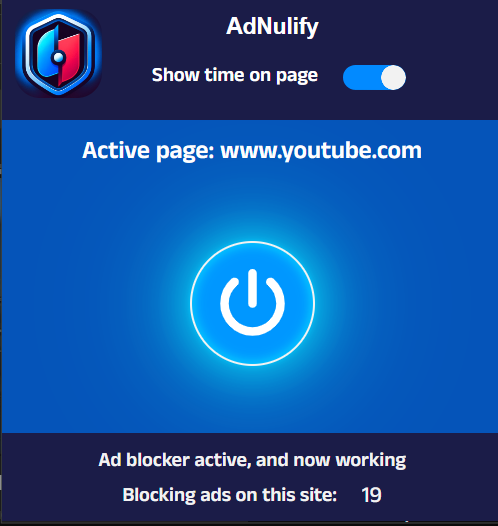 AdNulify
Show time on page
Active page: www.youtube.com
Ad blocker active, and now working
Blocking ads on this site: 19